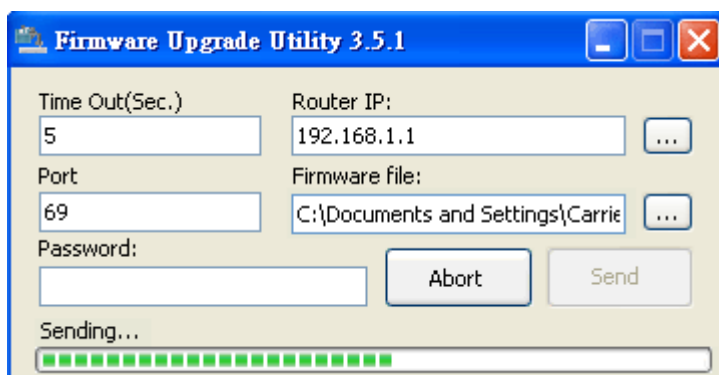 Firmware Upgrade Utility 3.5.1
Time Out(Sec.) Router IP:
5 192.168.1.1 ...
Port Firmware file:
69 C:\Documents and Settings\Carrie ...
Password:
Abort Send
Sending...